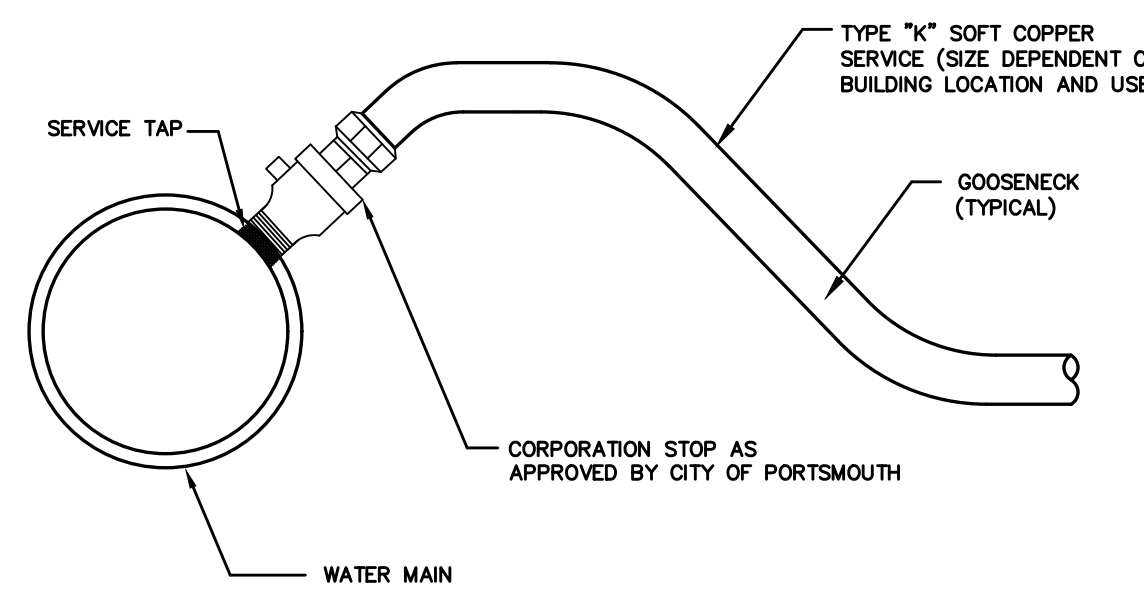 TYPE "K" SOFT COPPER
SERVICE (SIZE DEPENDENT
BUILDING LOCATION AND USE
SERVICE TAP
GOOSENECK
(TYPICAL)
CORPORATION STOP AS
APPROVED BY CITY OF PORTSMOUTH
WATER MAIN